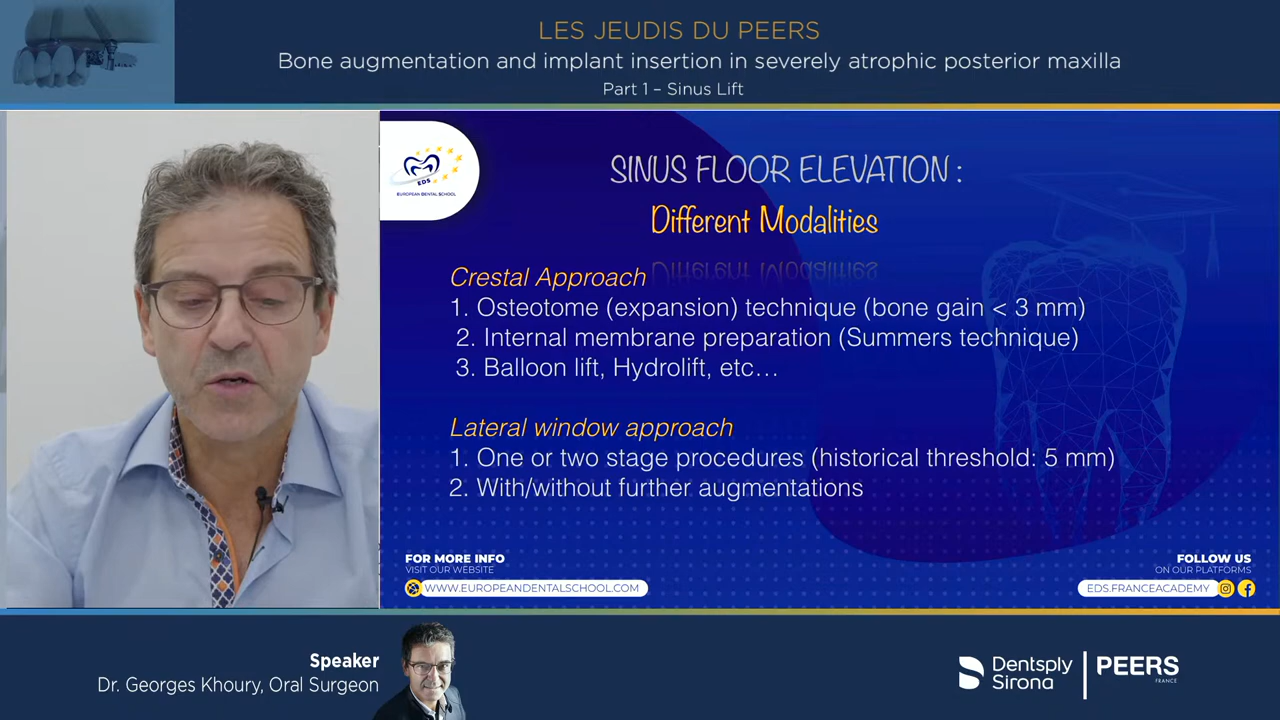 LES JEUDIS DU PEERS
Bone augmentation and implant insertion in severely atrophic posterior maxilla
Part 1 – Sinus Lift
EDS
EUROPEAN DENTAL SCHOOL
SINUS FLOOR ELEVATION :
Different Modalities
Crestal Approach
1. Osteotome (expansion) technique (bone gain < 3 mm)
2. Internal membrane preparation (Summers technique)
3. Balloon lift, Hydrolift, etc…
Lateral window approach
1. One or two stage procedures (historical threshold: 5 mm)
2. With/without further augmentations
FOR MORE INFO
VISIT OUR WEBSITE
WWW.EUROPEANDENTALSCHOOL.COM
FOLLOW US
ON OUR PLATFORMS
EDS.FRANCEACADEMY
Speaker
Dr. Georges Khoury, Oral Surgeon
Dentsply
Sirona
PEERS
FRANCE